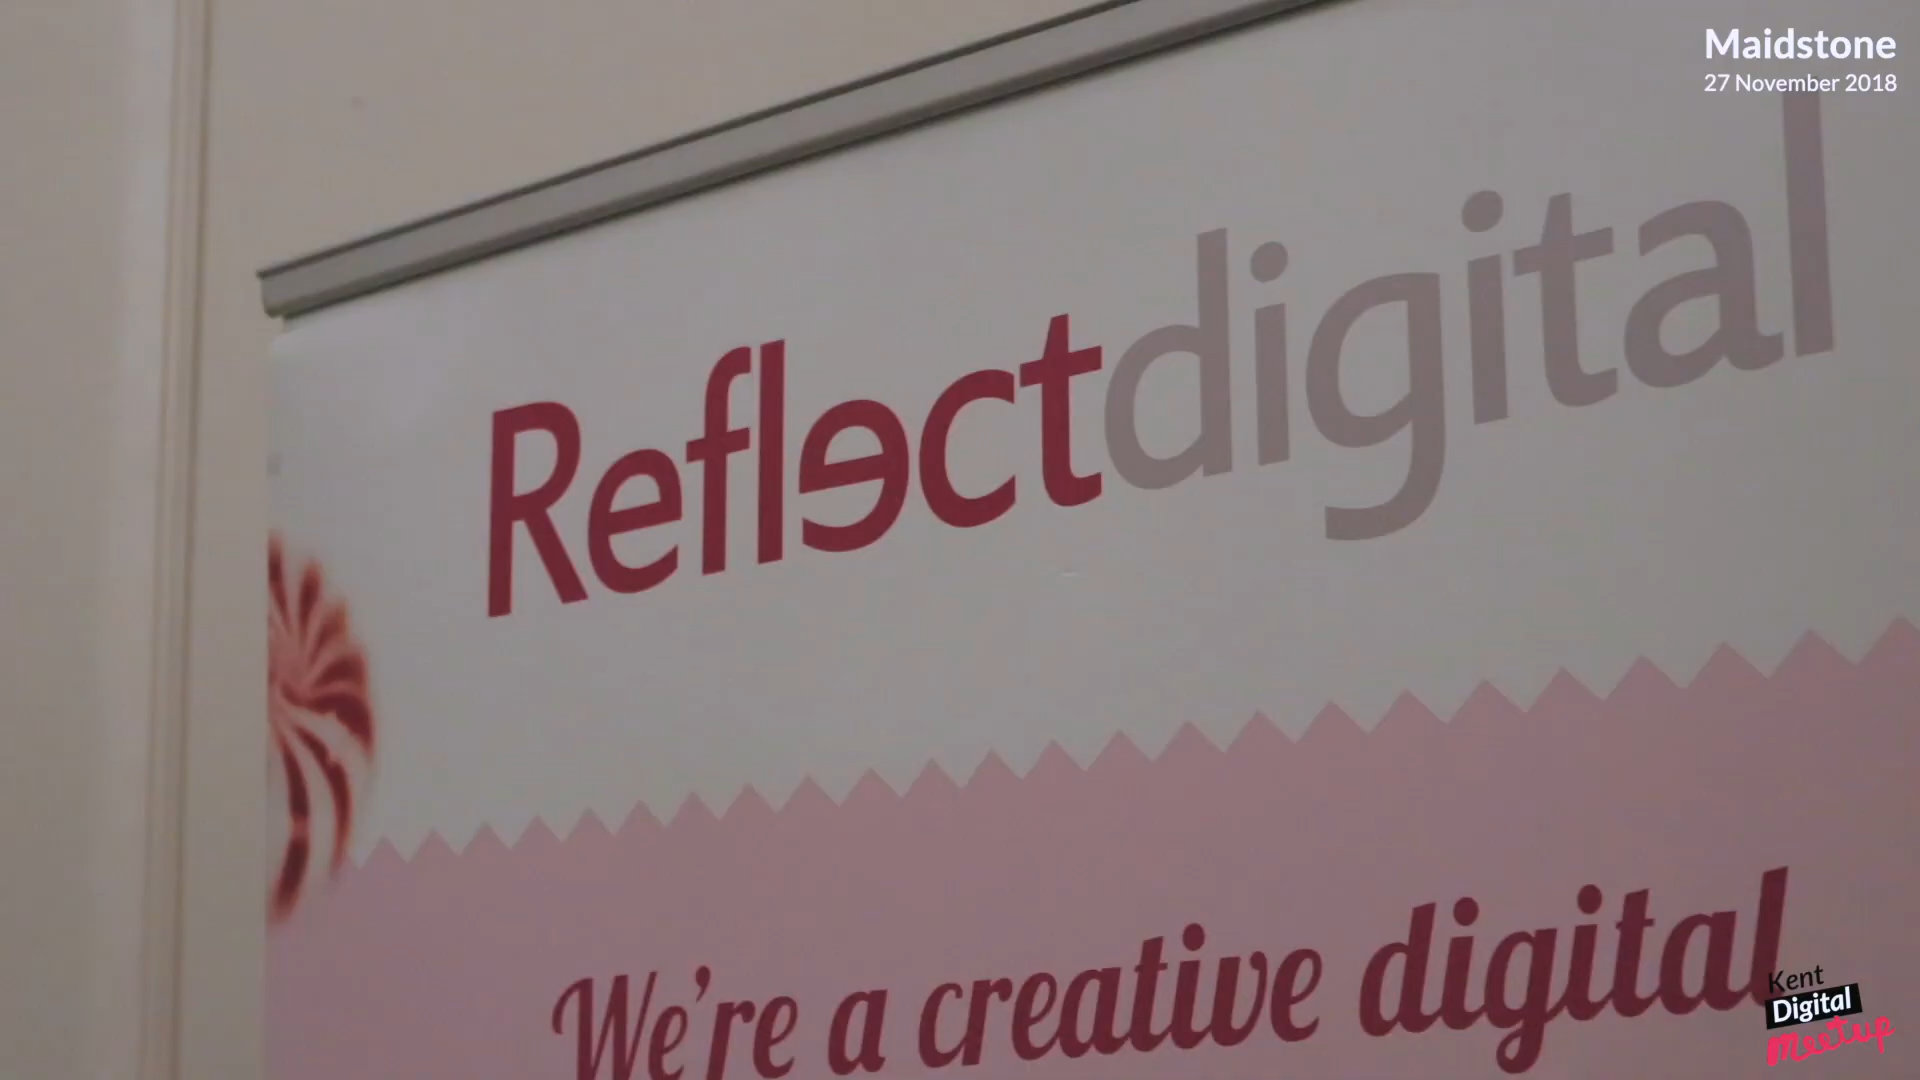 Maidstone
27 November 2018
Reflectdigital
We're a creative digital
Kent
Digital
meetup